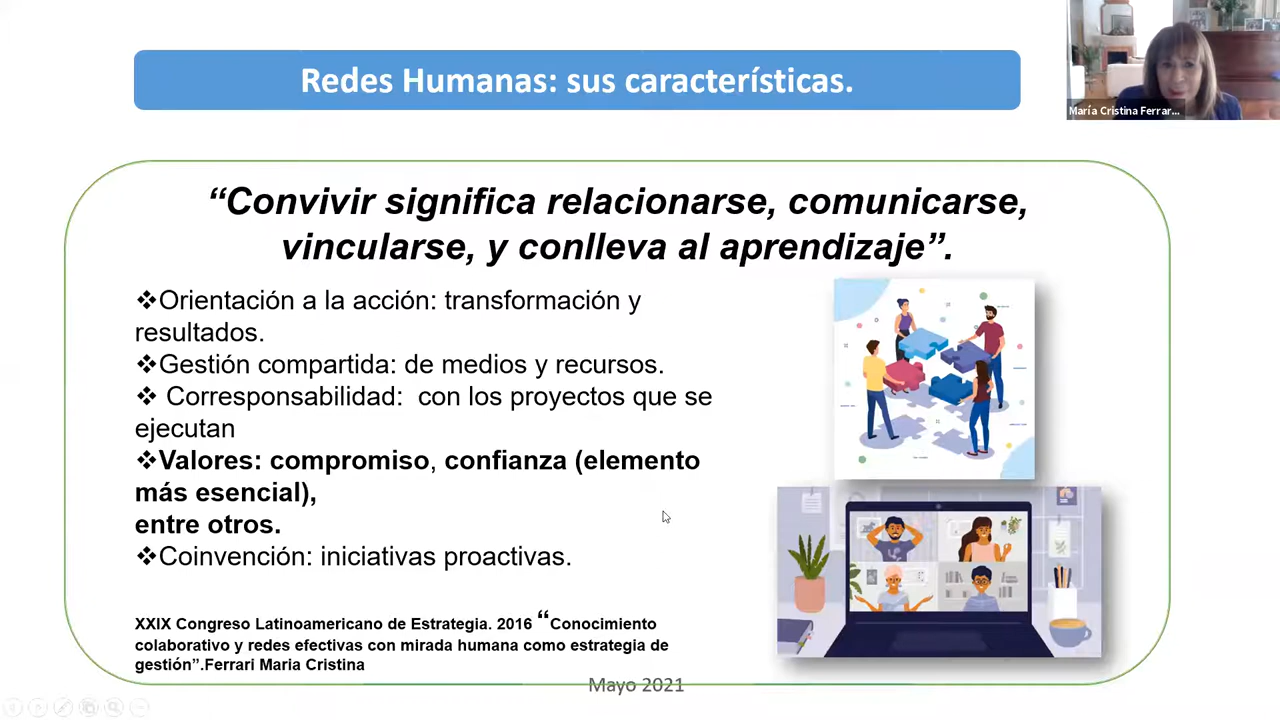 Redes Humanas: sus características.
María Cristina Ferrar...
“Convivir significa relacionarse, comunicarse,
vincularse, y conlleva al aprendizaje”.
❖Orientación a la acción: transformación y
resultados.
❖Gestión compartida: de medios y recursos.
❖ Corresponsabilidad:  con los proyectos que se
ejecutan
❖Valores: compromiso, confianza (elemento
más esencial),
entre otros.
❖Coinvención: iniciativas proactivas.
XXIX Congreso Latinoamericano de Estrategia. 2016 “Conocimiento
colaborativo y redes efectivas con mirada humana como estrategia de
gestión”.Ferrari Maria Cristina
Mayo 2021